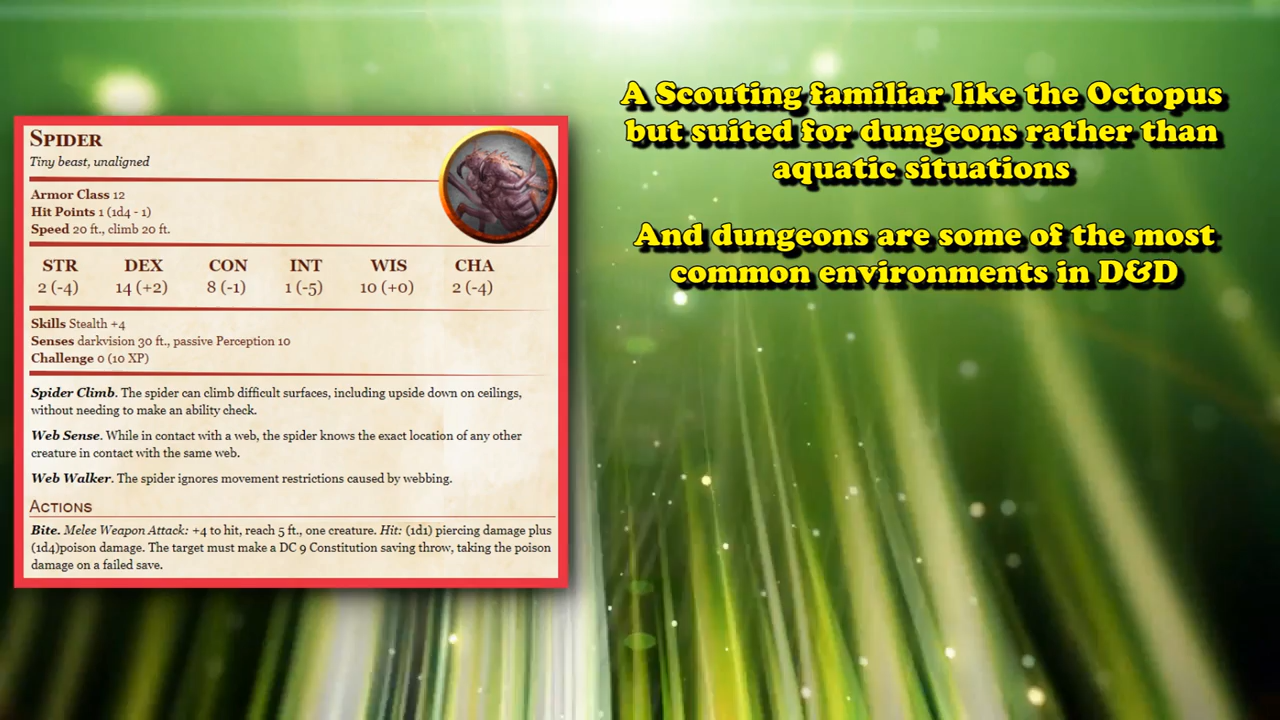 SPIDER
Tiny beast, unaligned
Armor Class 12
Hit Points 1 (1d4 - 1)
Speed 20 ft., climb 20 ft.
STR DEX CON INT WIS CHA
2 (-4) 14 (+2) 8 (-1) 1 (-5) 10 (+0) 2 (-4)
Skills Stealth +4
Senses darkvision 30 ft., passive Perception 10
Challenge 0 (10 XP)
Spider Climb. The spider can climb difficult surfaces, including upside down on ceilings,
without needing to make an ability check.
Web Sense. While in contact with a web, the spider knows the exact location of any other
creature in contact with the same web.
Web Walker. The spider ignores movement restrictions caused by webbing.
ACTIONS
Bite. Melee Weapon Attack: +4 to hit, reach 5 ft., one creature. Hit: (1d1) piercing damage plus
(1d4)poison damage. The target must make a DC 9 Constitution saving throw, taking the poison
damage on a failed save.
A Scouting familiar like the Octopus
but suited for dungeons rather than
aquatic situations
And dungeons are some of the most
common environments in D&D